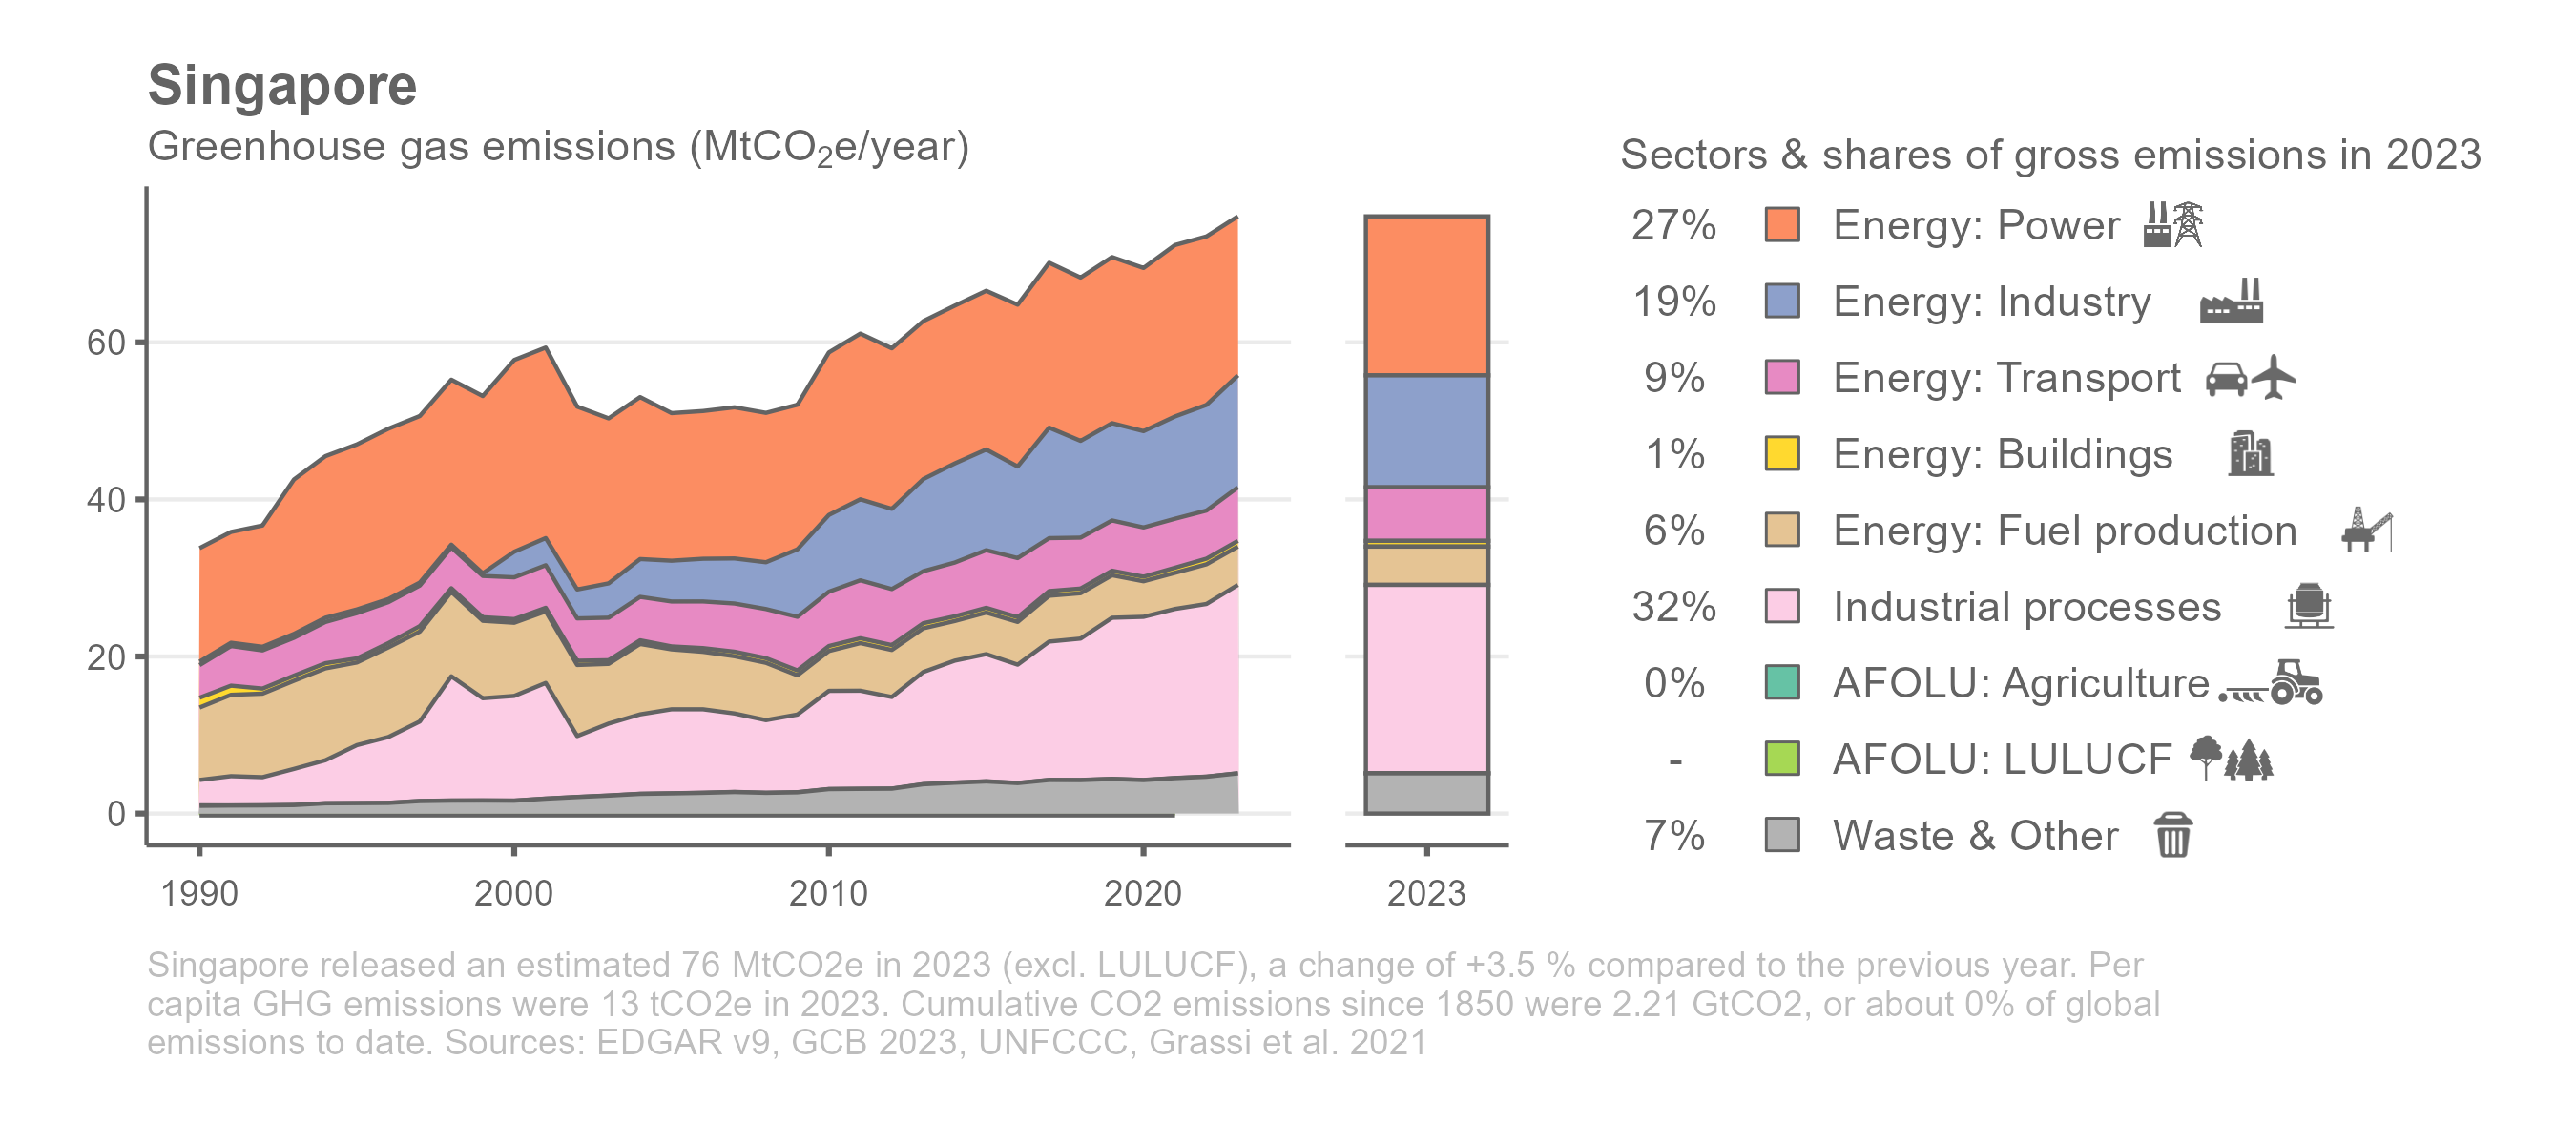 Singapore
Greenhouse gas emissions (MtCO₂e/year)
Sectors & shares of gross emissions in 2023
27% Energy: Power
19% Energy: Industry
9% Energy: Transport
1% Energy: Buildings
6% Energy: Fuel production
32% Industrial processes
0% AFOLU: Agriculture
- AFOLU: LULUCF
7% Waste & Other
60
40
20
0
1990 2000 2010 2020 2023
Singapore released an estimated 76 MtCO2e in 2023 (excl. LULUCF), a change of +3.5 % compared to the previous year. Per
capita GHG emissions were 13 tCO2e in 2023. Cumulative CO2 emissions since 1850 were 2.21 GtCO2, or about 0% of global
emissions to date. Sources: EDGAR v9, GCB 2023, UNFCCC, Grassi et al. 2021